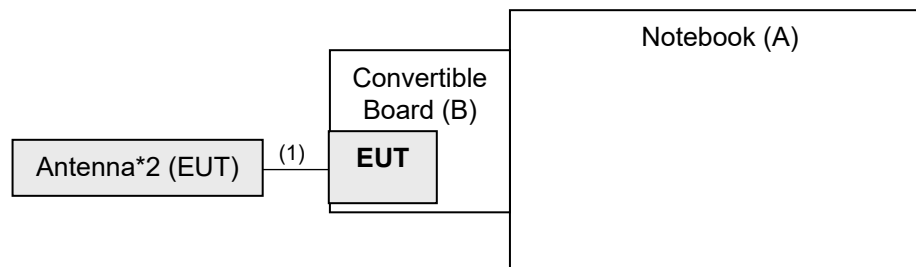 Notebook (A)
Convertible
Board (B)
Antenna*2 (EUT)
(1)
EUT